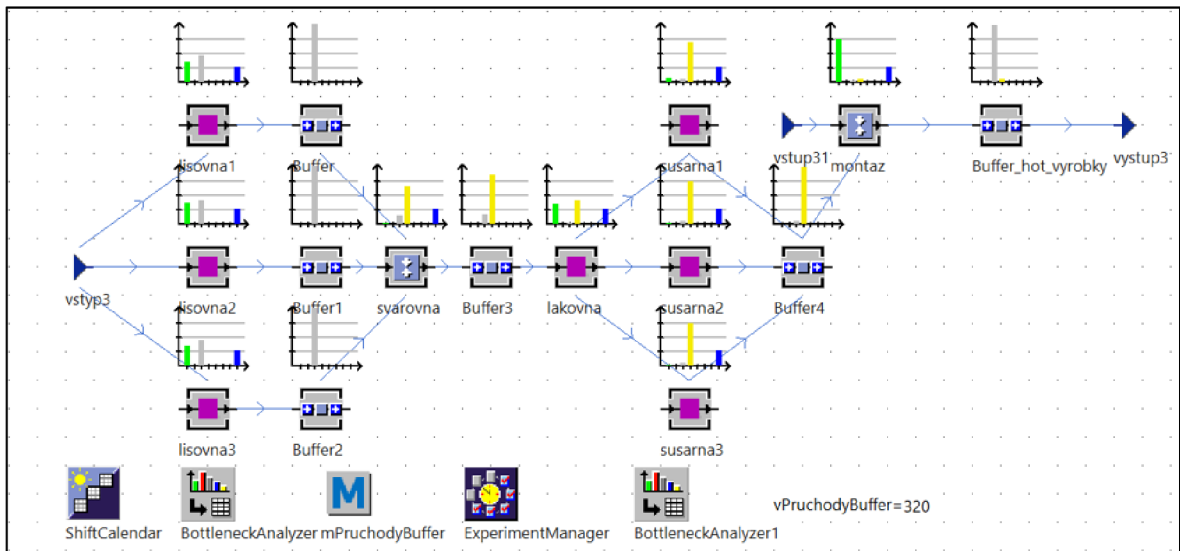 lisovna1
Buffer
susarna1
vstup31
montaz
Buffer_hot_vyrobky
vystup3
vstyp3
lisovna2
Buffer1
svarovna
Buffer3
lakovna
susarna2
Buffer4
lisovna3
Buffer2
susarna3
M
vPruchodyBuffer=320
ShiftCalendar
BottleneckAnalyzer
mPruchodyBuffer
ExperimentManager
BottleneckAnalyzer1